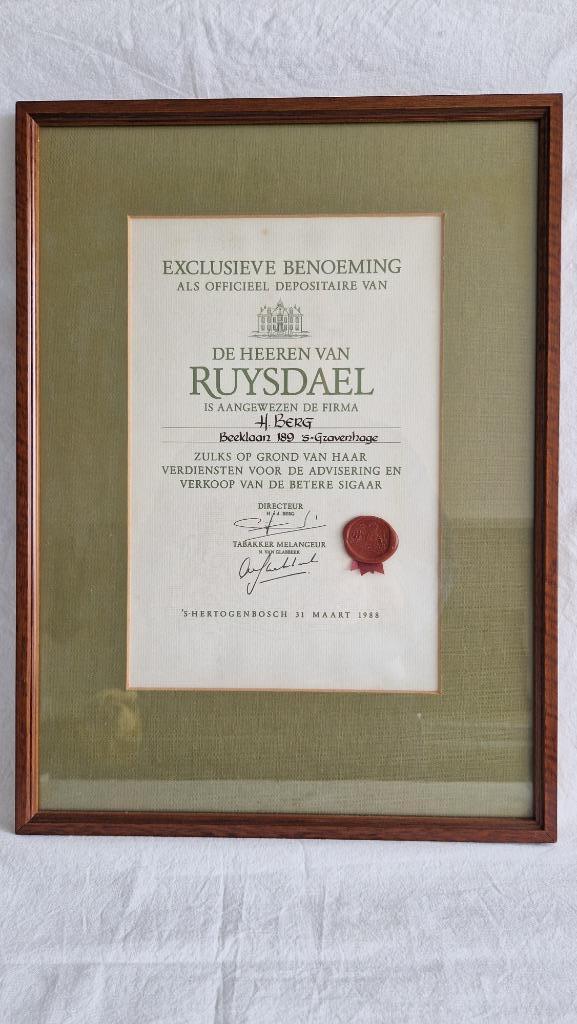 EXCLUSIEVE BENOEMING
ALS OFFICIEEL DEPOSITAIRE VAN
DE HEEREN VAN
RUYSDAEL
IS AANGEWEZEN DE FIRMA
H. BERG
Beeklaan 189 's-Gravenhage
ZULKS OP GROND VAN HAAR
VERDIENSTEN VOOR DE ADVISERING EN
VERKOOP VAN DE BETERE SIGAAR
DIRECTEUR
TABAKKER MELANGEUR
N. VAN GLABBEEK
'S-HERTOGENBOSCH 31 MAART 1988